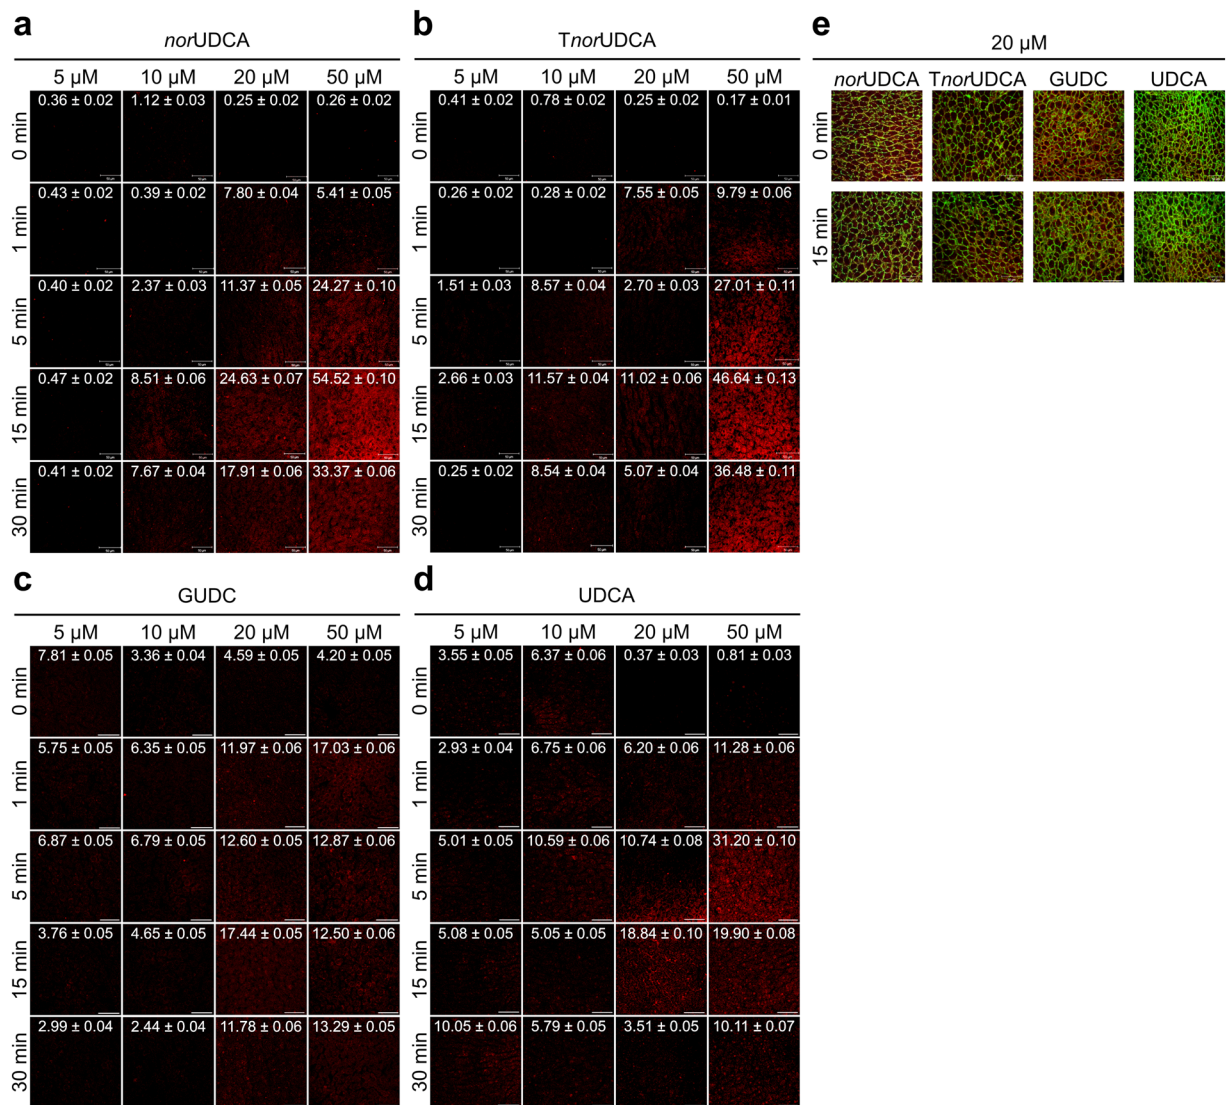 a
norUDCA
5 µM 10 µM 20 µM 50 µM
0 min
0.36 ± 0.02 1.12 ± 0.03 0.25 ± 0.02 0.26 ± 0.02
1 min
0.43 ± 0.02 0.39 ± 0.02 7.80 ± 0.04 5.41 ± 0.05
5 min
0.40 ± 0.02 2.37 ± 0.03 11.37 ± 0.05 24.27 ± 0.10
15 min
0.47 ± 0.02 8.51 ± 0.06 24.63 ± 0.07 54.52 ± 0.10
30 min
0.41 ± 0.02 7.67 ± 0.04 17.91 ± 0.06 33.37 ± 0.06
b
TnorUDCA
5 µM 10 µM 20 µM 50 µM
0 min
0.41 ± 0.02 0.78 ± 0.02 0.25 ± 0.02 0.17 ± 0.01
1 min
0.26 ± 0.02 0.28 ± 0.02 7.55 ± 0.05 9.79 ± 0.06
5 min
1.51 ± 0.03 8.57 ± 0.04 2.70 ± 0.03 27.01 ± 0.11
15 min
2.66 ± 0.03 11.57 ± 0.04 11.02 ± 0.06 46.64 ± 0.13
30 min
0.25 ± 0.02 8.54 ± 0.04 5.07 ± 0.04 36.48 ± 0.11
e
20 µM
norUDCA TnorUDCA GUDC UDCA
0 min
15 min
c
GUDC
5 µM 10 µM 20 µM 50 µM
0 min
7.81 ± 0.05 3.36 ± 0.04 4.59 ± 0.05 4.20 ± 0.05
1 min
5.75 ± 0.05 6.35 ± 0.05 11.97 ± 0.06 17.03 ± 0.06
5 min
6.87 ± 0.05 6.79 ± 0.05 12.60 ± 0.05 12.87 ± 0.06
15 min
3.76 ± 0.05 4.65 ± 0.05 17.44 ± 0.05 12.50 ± 0.06
30 min
2.99 ± 0.04 2.44 ± 0.04 11.78 ± 0.06 13.29 ± 0.05
d
UDCA
5 µM 10 µM 20 µM 50 µM
0 min
3.55 ± 0.05 6.37 ± 0.06 0.37 ± 0.03 0.81 ± 0.03
1 min
2.93 ± 0.04 6.75 ± 0.06 6.20 ± 0.06 11.28 ± 0.06
5 min
5.01 ± 0.05 10.59 ± 0.06 10.74 ± 0.08 31.20 ± 0.10
15 min
5.08 ± 0.05 5.05 ± 0.05 18.84 ± 0.10 19.90 ± 0.08
30 min
10.05 ± 0.06 5.79 ± 0.05 3.51 ± 0.05 10.11 ± 0.07